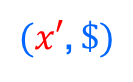 (x′, $)